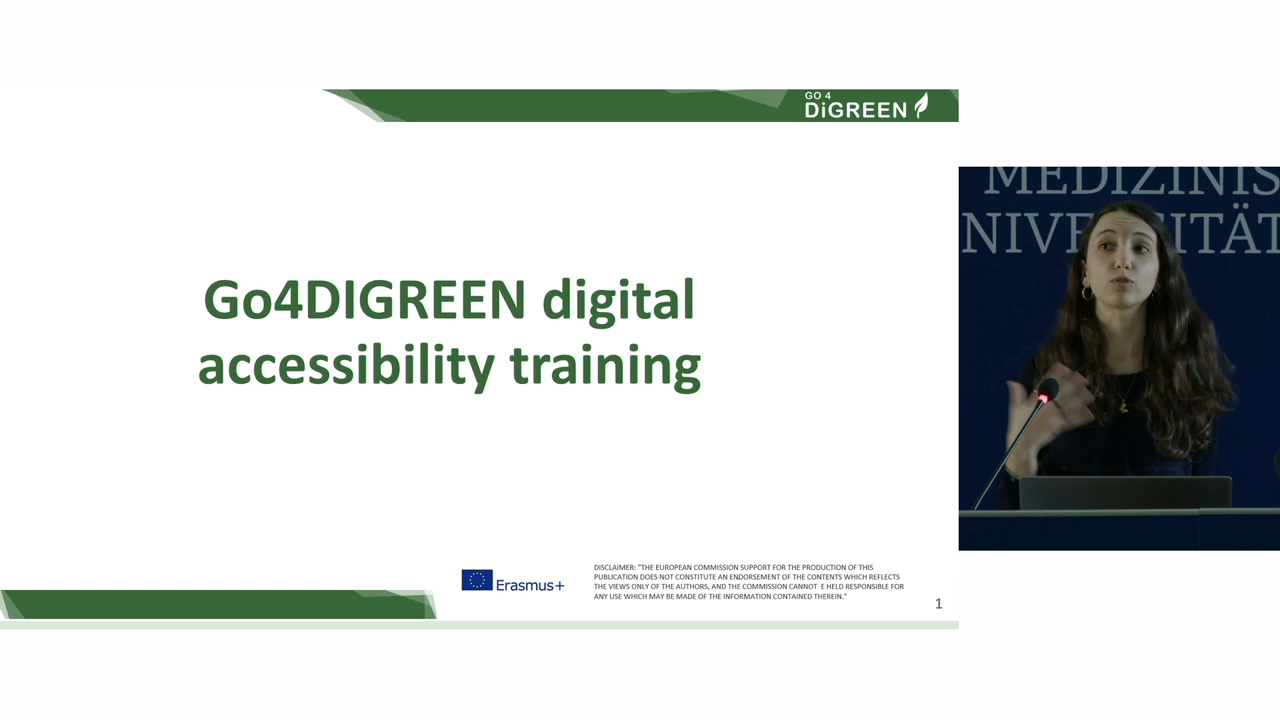 GO 4
DiGREEN
MEDIZINIS
NIVE SITÄT
Go4DIGREEN digital
accessibility training
Erasmus+
DISCLAIMER: "THE EUROPEAN COMMISSION SUPPORT FOR THE PRODUCTION OF THIS
PUBLICATION DOES NOT CONSTITUTE AN ENDORSEMENT OF THE CONTENTS WHICH REFLECTS
THE VIEWS ONLY OF THE AUTHORS, AND THE COMMISSION CANNOT E HELD RESPONSIBLE FOR
ANY USE WHICH MAY BE MADE OF THE INFORMATION CONTAINED THEREIN."
1